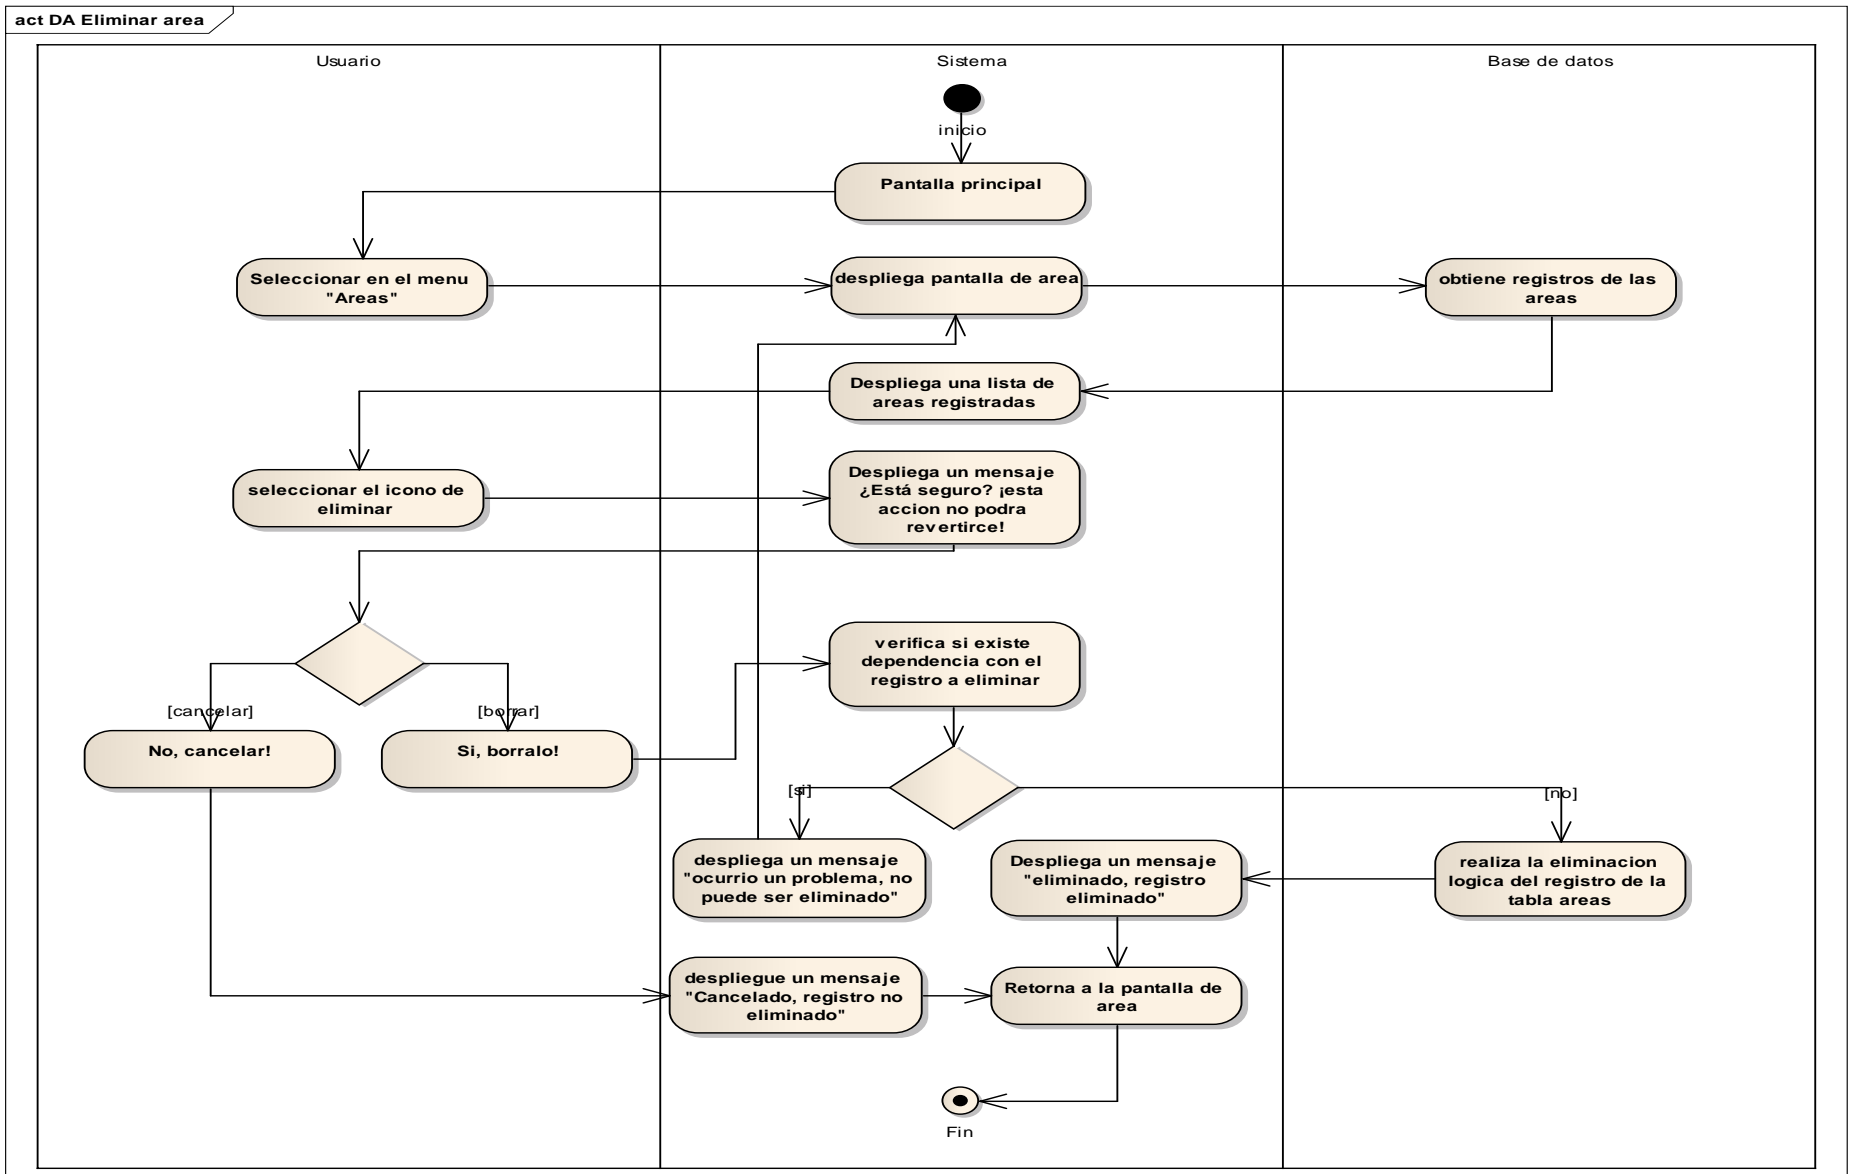 act DA Eliminar area
Usuario
Sistema
Base de datos
inicio
Pantalla principal
Seleccionar en el menu
"Areas"
despliega pantalla de area
obtiene registros de las
areas
Despliega una lista de
areas registradas
seleccionar el icono de
eliminar
Despliega un mensaje
¿Está seguro? ¡esta
accion no podra
revertirce!
verifica si existe
dependencia con el
registro a eliminar
[cancelar]
[borrar]
No, cancelar!
Si, borralo!
[si]
[no]
despliega un mensaje
"ocurrio un problema, no
puede ser eliminado"
Despliega un mensaje
"eliminado, registro
eliminado"
realiza la eliminacion
logica del registro de la
tabla areas
despliegue un mensaje
"Cancelado, registro no
eliminado"
Retorna a la pantalla de
area
Fin